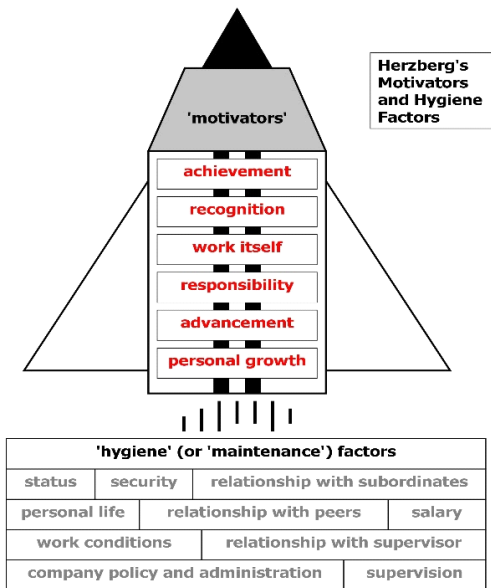 Herzberg's
Motivators
and Hygiene
Factors
'motivators'
achievement
recognition
work itself
responsibility
advancement
personal growth
'hygiene' (or 'maintenance') factors
status security relationship with subordinates
personal life relationship with peers salary
work conditions relationship with supervisor
company policy and administration supervision